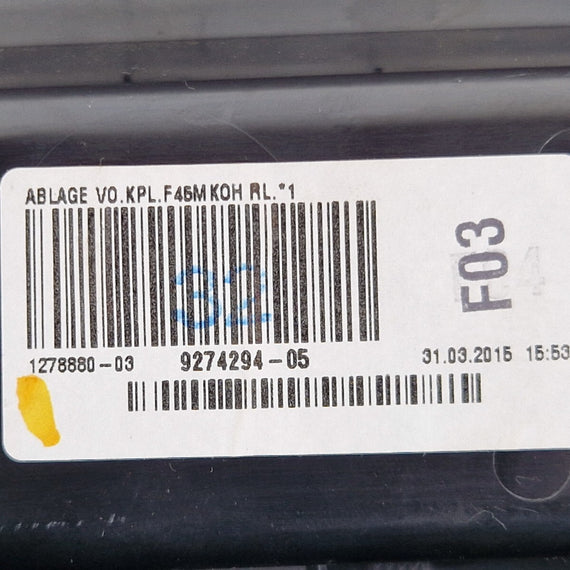 ABLAGE VO.KPL.F45M KOH RL.*1
32
F03
1278880-03 9274294-05 31.03.2015 15:53